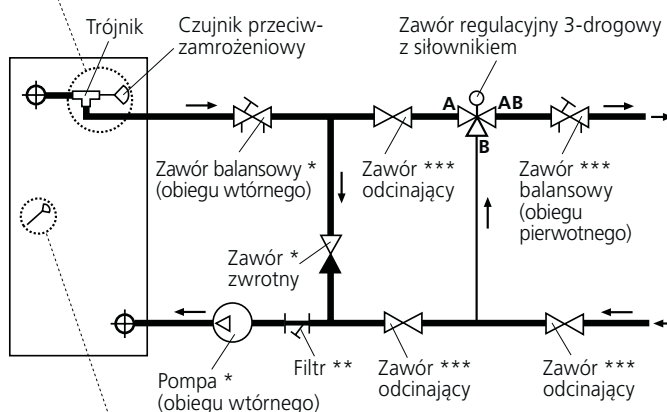 Trójnik
Czujnik przeciw-
zamrożeniowy
Zawór regulacyjny 3-drogowy
z siłownikiem
A
AB
B
Zawór balansowy *
(obiegu wtórnego)
Zawór ***
odcinający
Zawór ***
balansowy
(obiegu
pierwotnego)
Zawór *
zwrotny
Pompa *
(obiegu wtórnego)
Filtr **
Zawór ***
odcinający
Zawór ***
odcinający